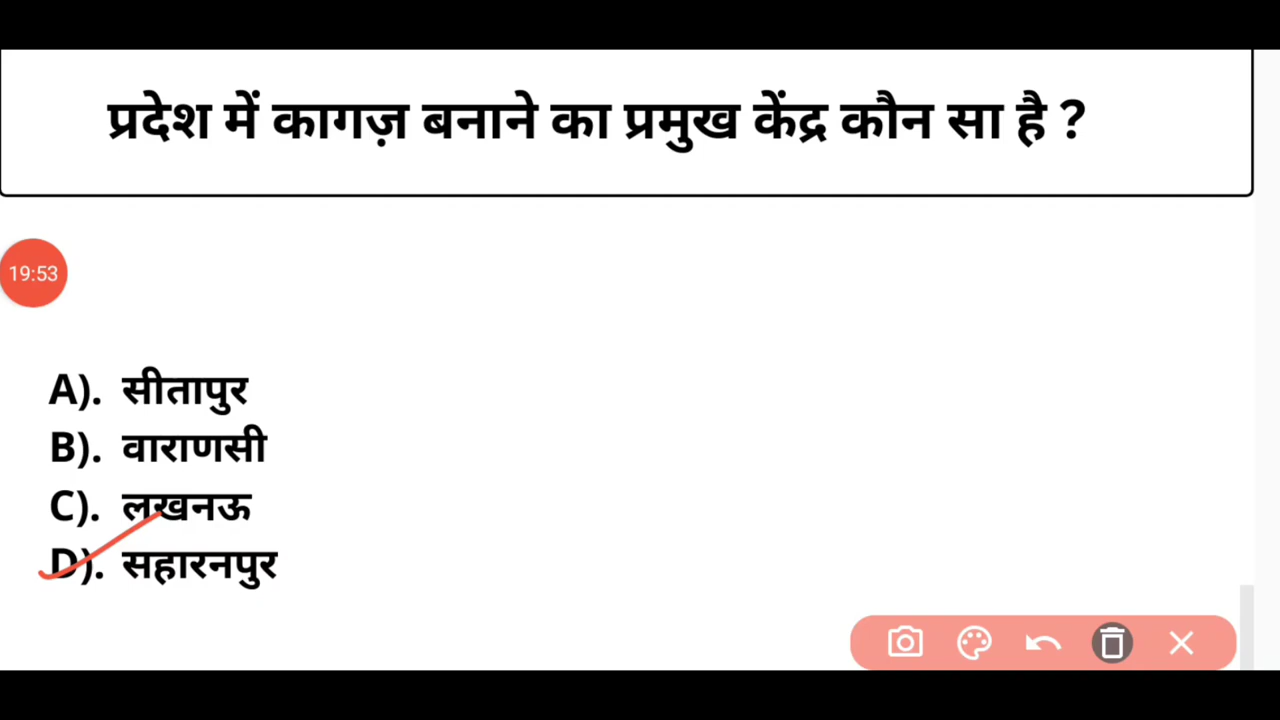 प्रदेश में कागज़ बनाने का प्रमुख केंद्र कौन सा है ?
19:53
A). सीतापुर
B). वाराणसी
C). लखनऊ
D). सहारनपुर